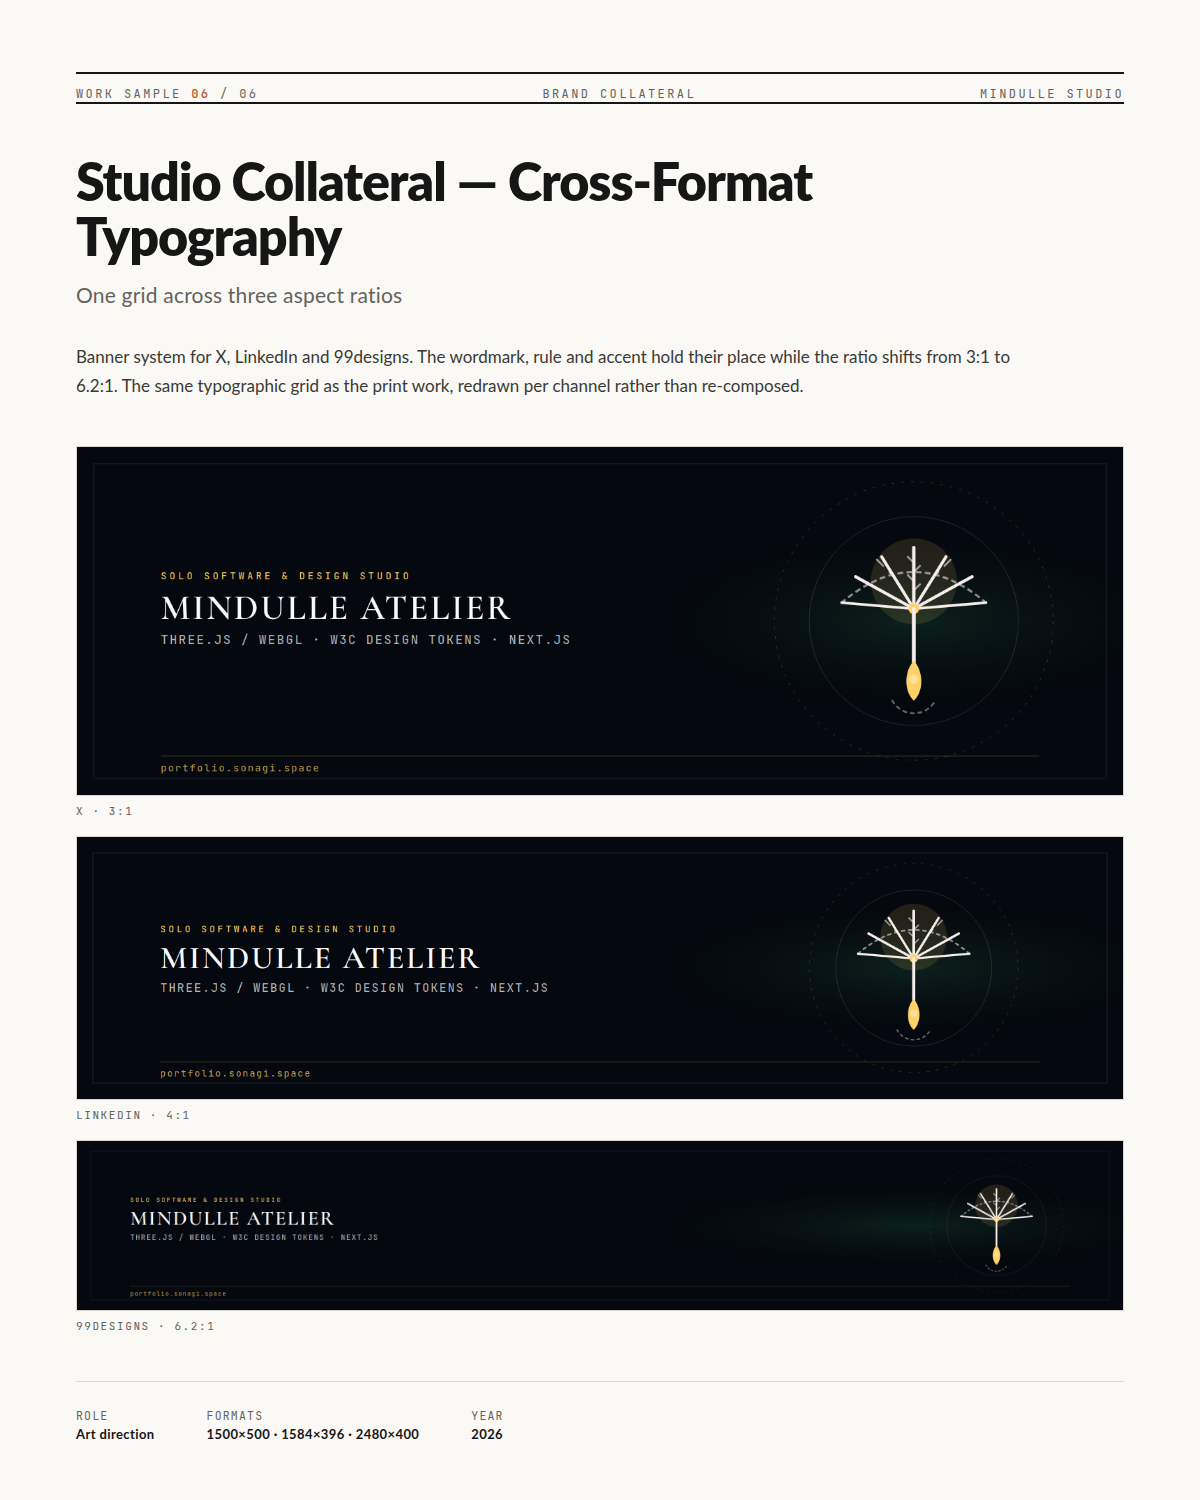 WORK SAMPLE 06 / 06
BRAND COLLATERAL
MINDULLE STUDIO
Studio Collateral — Cross-Format
Typography
One grid across three aspect ratios
Banner system for X, LinkedIn and 99designs. The wordmark, rule and accent hold their place while the ratio shifts from 3:1 to
6.2:1. The same typographic grid as the print work, redrawn per channel rather than re-composed.
SOLO SOFTWARE & DESIGN STUDIO
MINDULLE ATELIER
THREE.JS / WEBGL · W3C DESIGN TOKENS · NEXT.JS
portfolio.sonagi.space
X · 3:1
SOLO SOFTWARE & DESIGN STUDIO
MINDULLE ATELIER
THREE.JS / WEBGL · W3C DESIGN TOKENS · NEXT.JS
portfolio.sonagi.space
LINKEDIN · 4:1
SOLO SOFTWARE & DESIGN STUDIO
MINDULLE ATELIER
THREE.JS / WEBGL · W3C DESIGN TOKENS · NEXT.JS
portfolio.sonagi.space
99DESIGNS · 6.2:1
ROLE
Art direction
FORMATS
1500×500 · 1584×396 · 2480×400
YEAR
2026